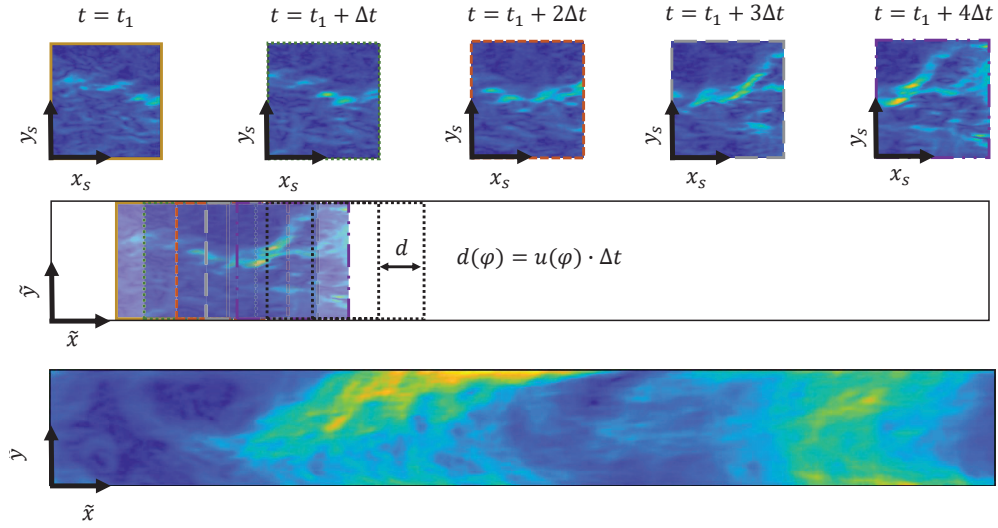 t = t₁
t = t₁ + Δt
t = t₁ + 2Δt
t = t₁ + 3Δt
t = t₁ + 4Δt
yₛ
yₛ
yₛ
yₛ
yₛ
xₛ
xₛ
xₛ
xₛ
xₛ
d
d(φ) = u(φ) · Δt
ỹ
x̃
ỹ
x̃